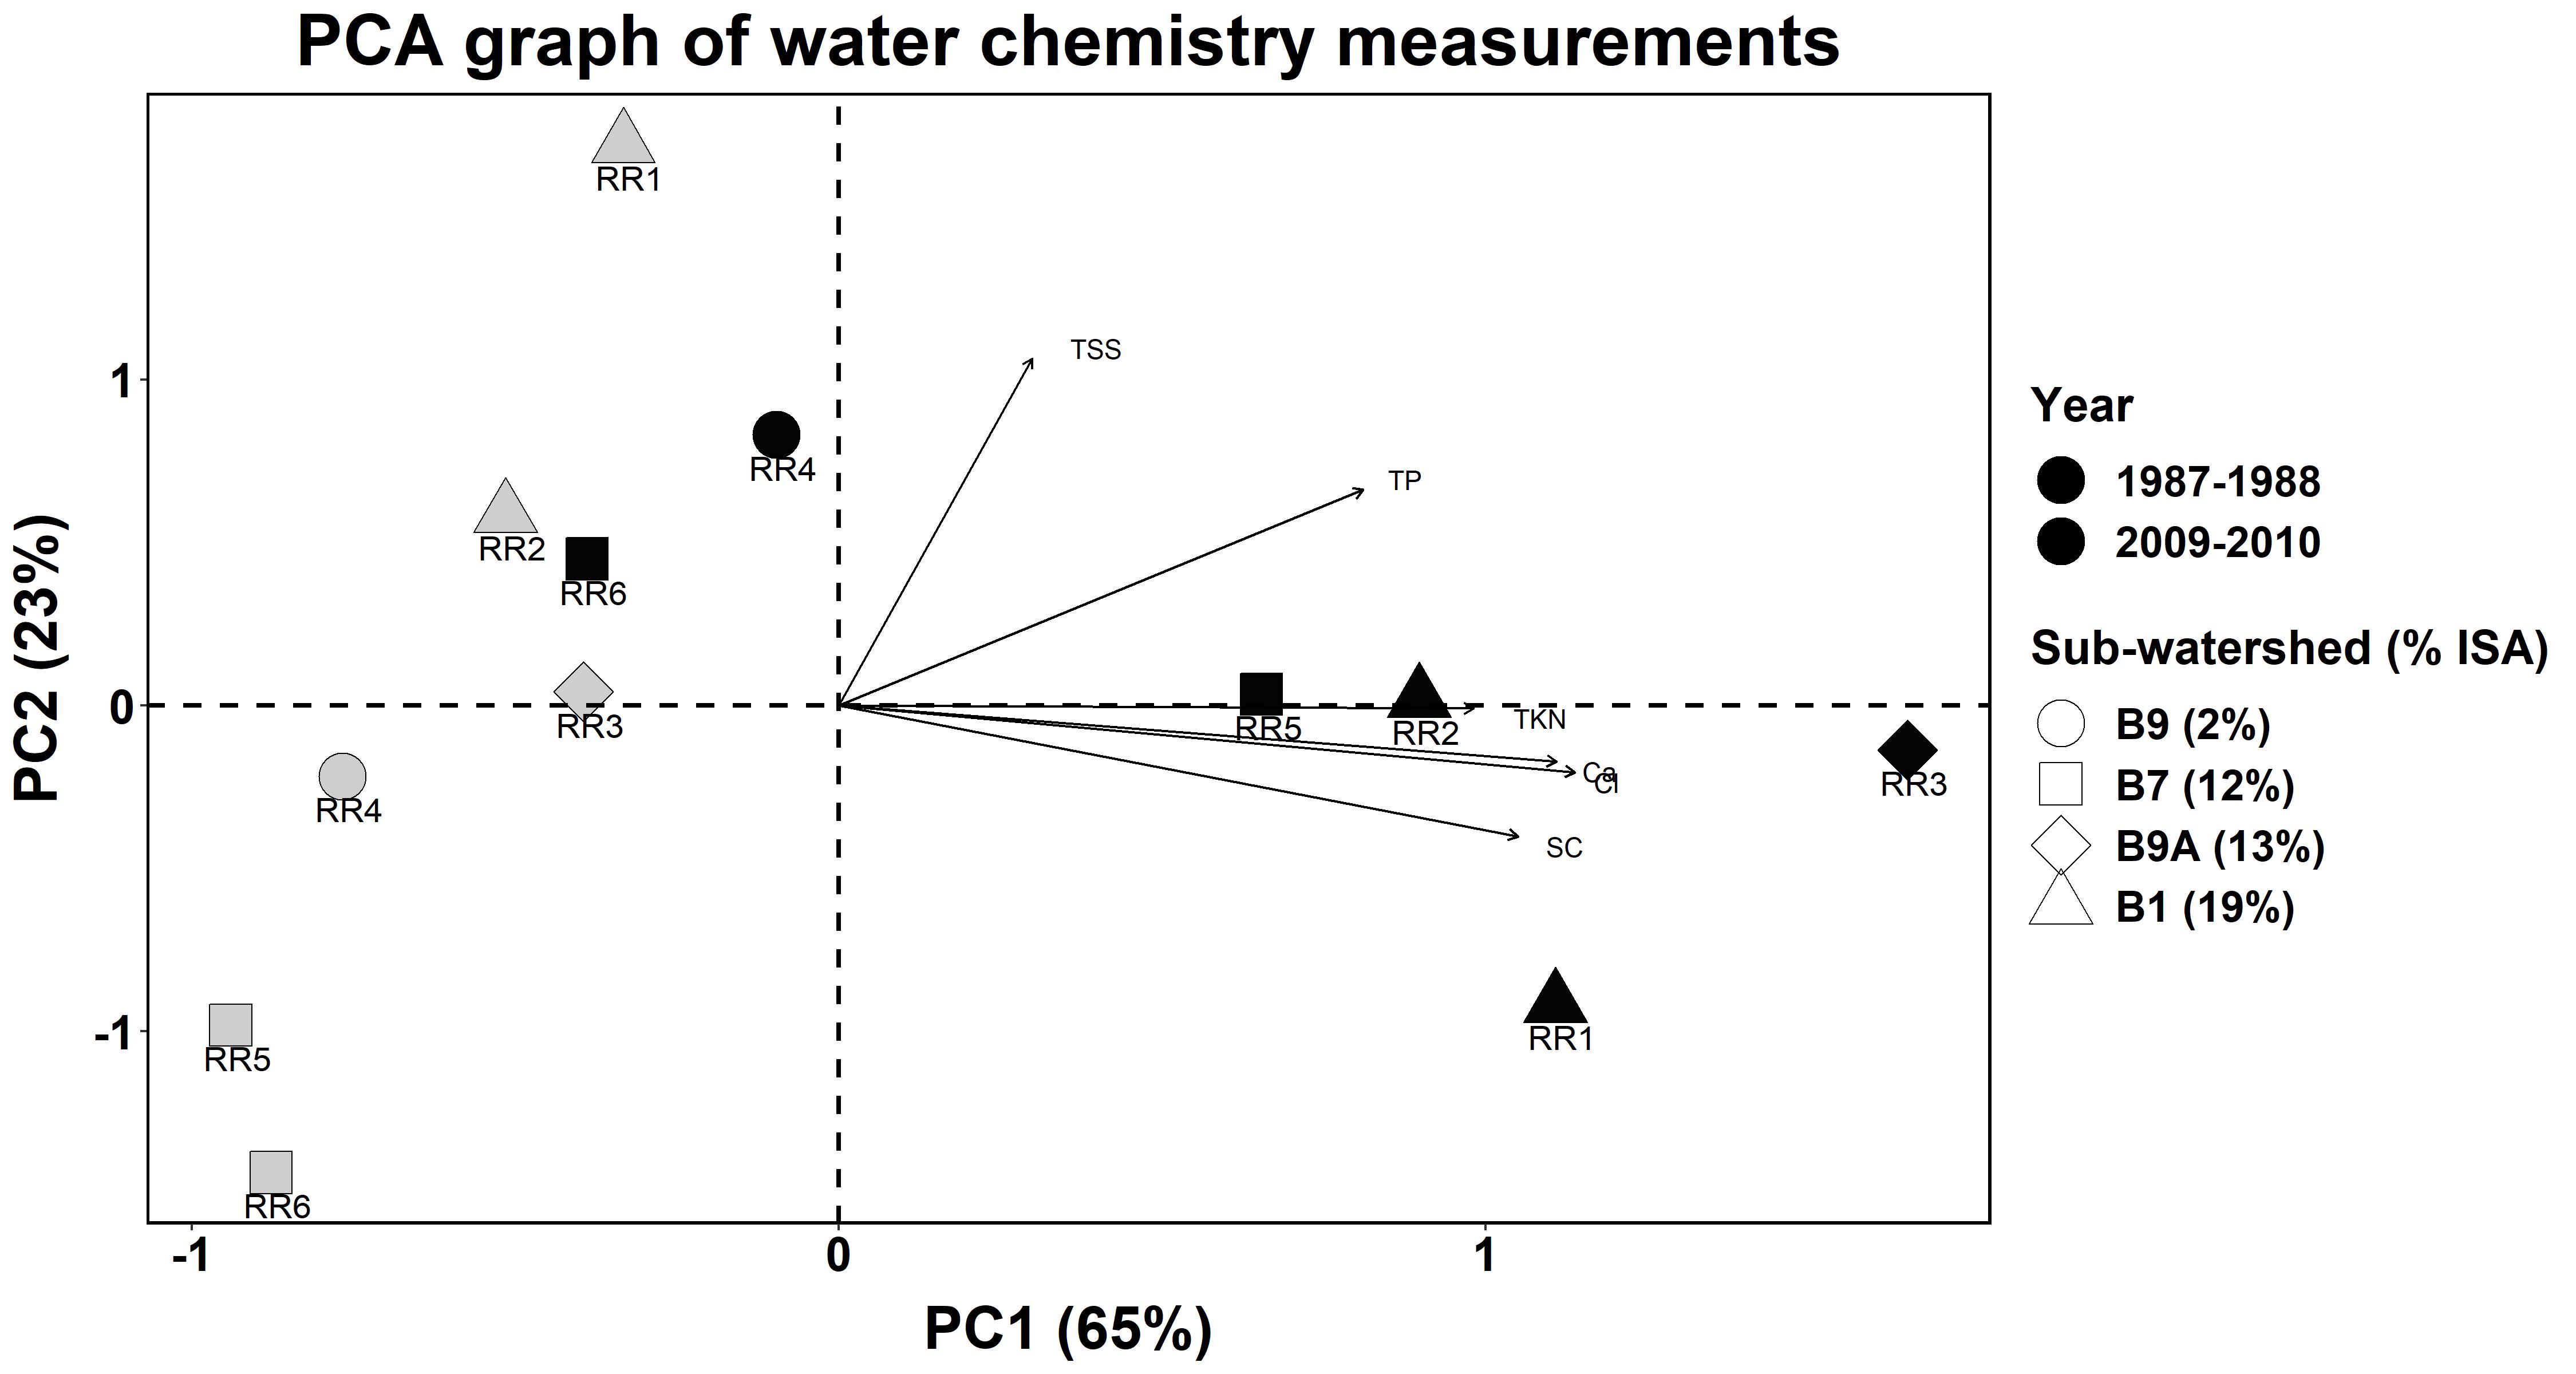 PCA graph of water chemistry measurements
RR1
TSS
1
RR4
TP
RR2
RR6
PC2 (23%)
0
RR3
RR5
RR2
TKN
Ca
Cl
RR3
RR4
SC
-1
RR1
RR5
RR6
-1
0
1
PC1 (65%)
Year
1987-1988
2009-2010
Sub-watershed (% ISA)
B9 (2%)
B7 (12%)
B9A (13%)
B1 (19%)